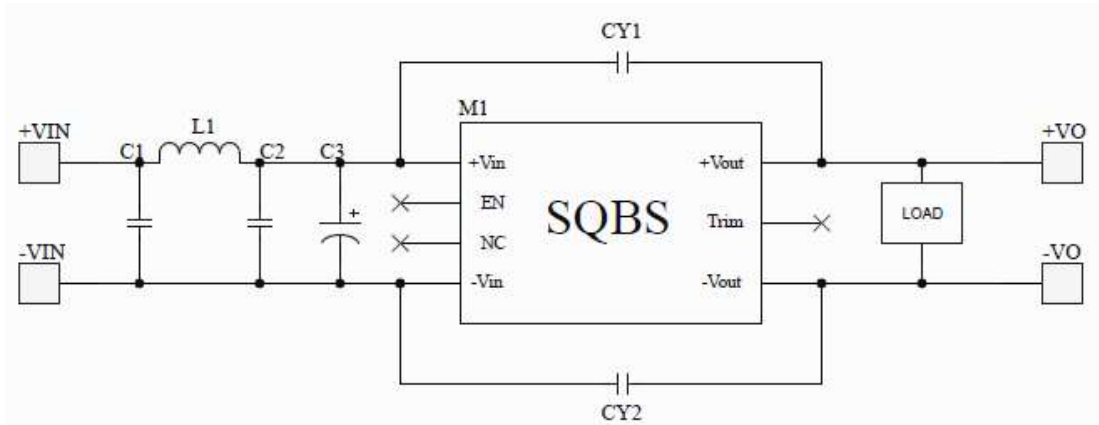 CY1
M1
+VIN
C1
L1
C2
C3
+Vin
EN
NC
-Vin
SQBS
+Vout
Trim
-Vout
+VO
LOAD
-VIN
-VO
CY2